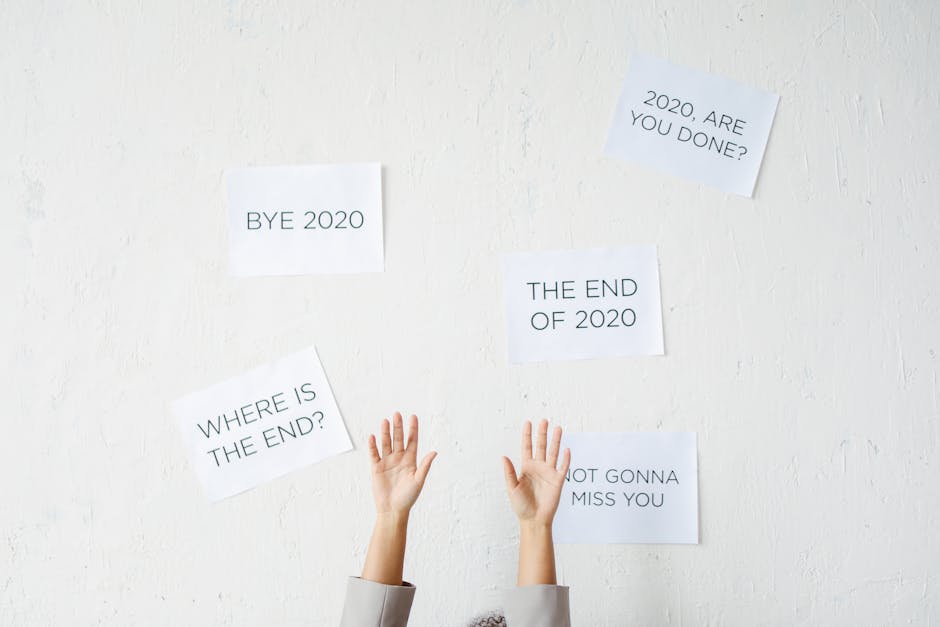 2020, ARE
YOU DONE?
BYE 2020
THE END
OF 2020
WHERE IS
THE END?
NOT GONNA
MISS YOU